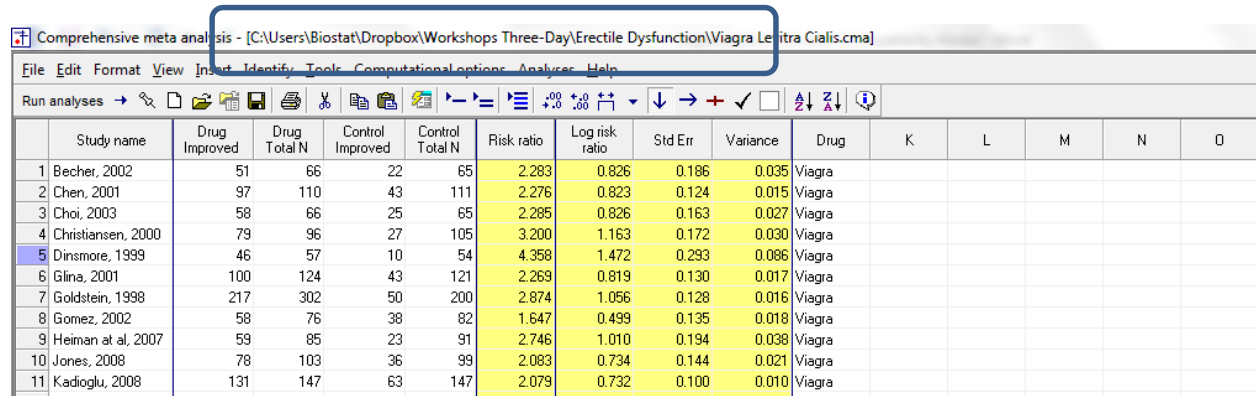 Comprehensive meta analysis - [C:\Users\Biostat\Dropbox\Workshops Three-Day\Erectile Dysfunction\Viagra Levitra Cialis.cma]
File Edit Format View Insert Identify Tools Computational options Analyses Help
Run analyses
Study name Drug Improved Drug Total N Control Improved Control Total N Risk ratio Log risk ratio Std Err Variance Drug K L M N O
1 Becher, 2002 51 66 22 65 2.283 0.826 0.186 0.035 Viagra
2 Chen, 2001 97 110 43 111 2.276 0.823 0.124 0.015 Viagra
3 Choi, 2003 58 66 25 65 2.285 0.826 0.163 0.027 Viagra
4 Christiansen, 2000 79 96 27 105 3.200 1.163 0.172 0.030 Viagra
5 Dinsmore, 1999 46 57 10 54 4.358 1.472 0.293 0.086 Viagra
6 Glina, 2001 100 124 43 121 2.269 0.819 0.130 0.017 Viagra
7 Goldstein, 1998 217 302 50 200 2.874 1.056 0.128 0.016 Viagra
8 Gomez, 2002 58 76 38 82 1.647 0.499 0.135 0.018 Viagra
9 Heiman at al, 2007 59 85 23 91 2.746 1.010 0.194 0.038 Viagra
10 Jones, 2008 78 103 36 99 2.083 0.734 0.144 0.021 Viagra
11 Kadioglu, 2008 131 147 63 147 2.079 0.732 0.100 0.010 Viagra